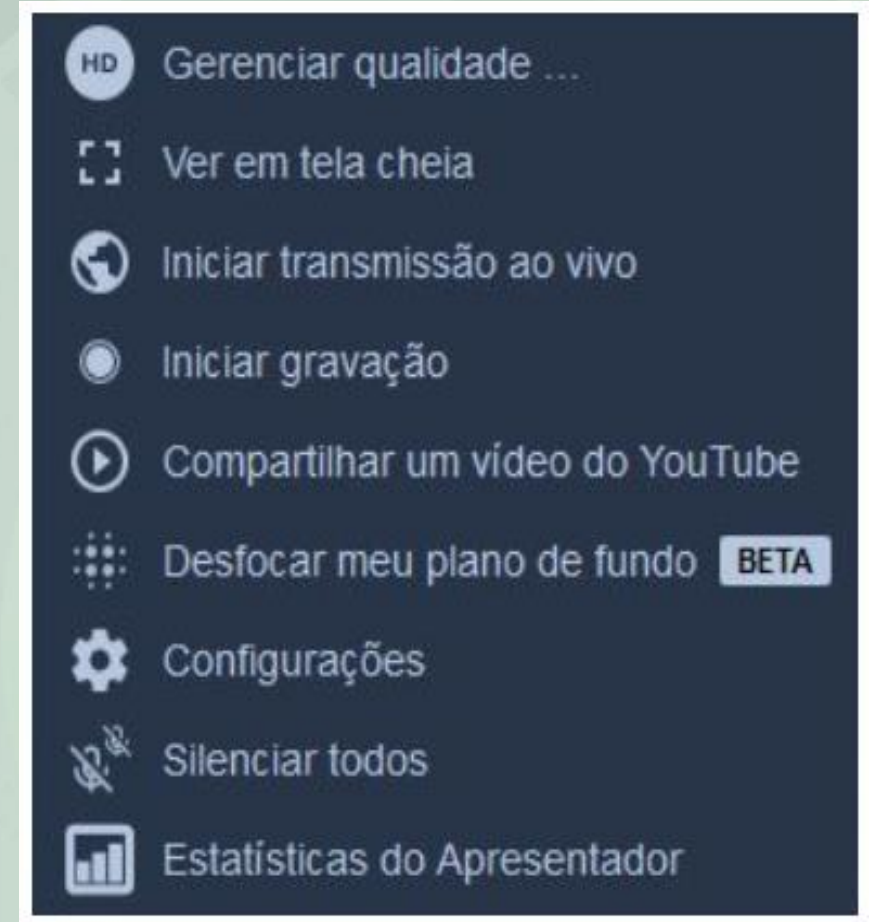 HD Gerenciar qualidade ...
Ver em tela cheia
Iniciar transmissão ao vivo
Iniciar gravação
Compartilhar um vídeo do YouTube
Desfocar meu plano de fundo BETA
Configurações
Silenciar todos
Estatísticas do Apresentador